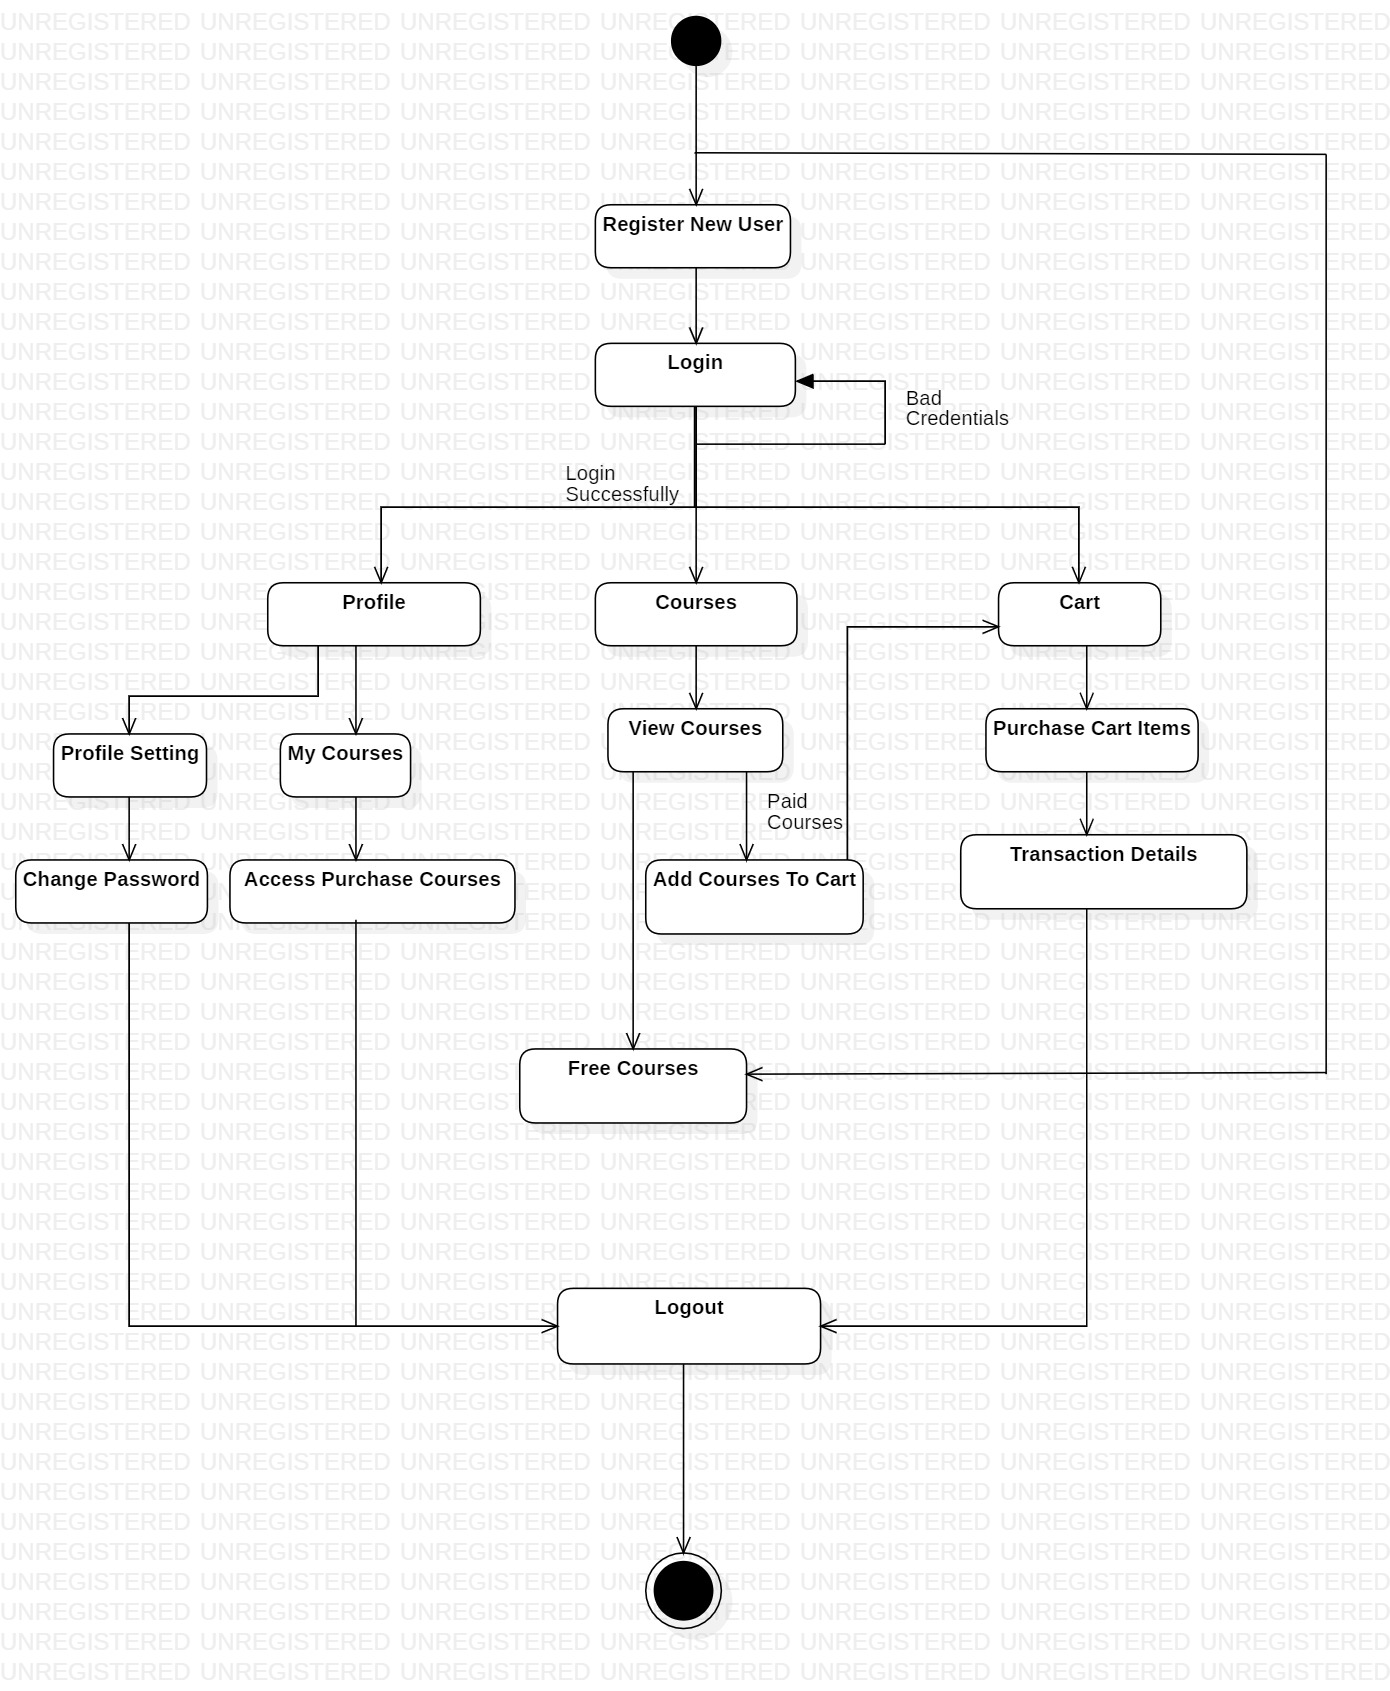 Register New User
Login
Bad
Credentials
Login
Successfully
Profile
Courses
Cart
View Courses
Purchase Cart Items
Profile Setting
My Courses
Paid
Courses
Transaction Details
Change Password
Access Purchase Courses
Add Courses To Cart
Free Courses
Logout
UNREGISTERED